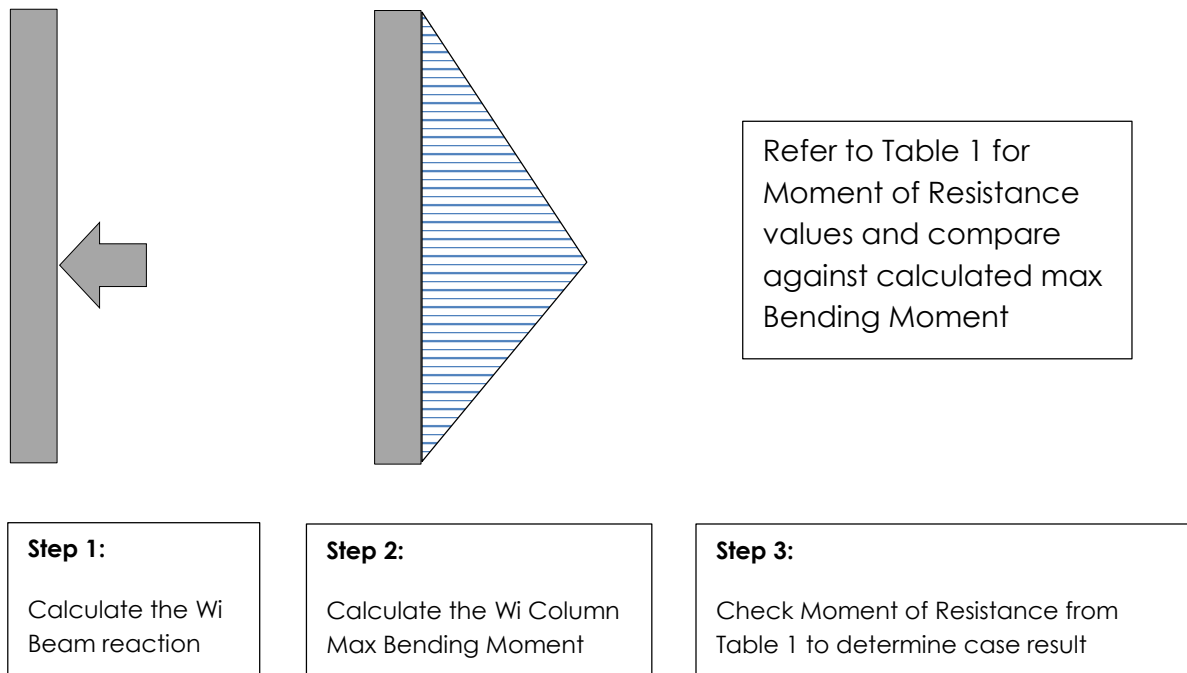 Refer to Table 1 for
Moment of Resistance
values and compare
against calculated max
Bending Moment
Step 1:
Calculate the Wi
Beam reaction
Step 2:
Calculate the Wi Column
Max Bending Moment
Step 3:
Check Moment of Resistance from
Table 1 to determine case result